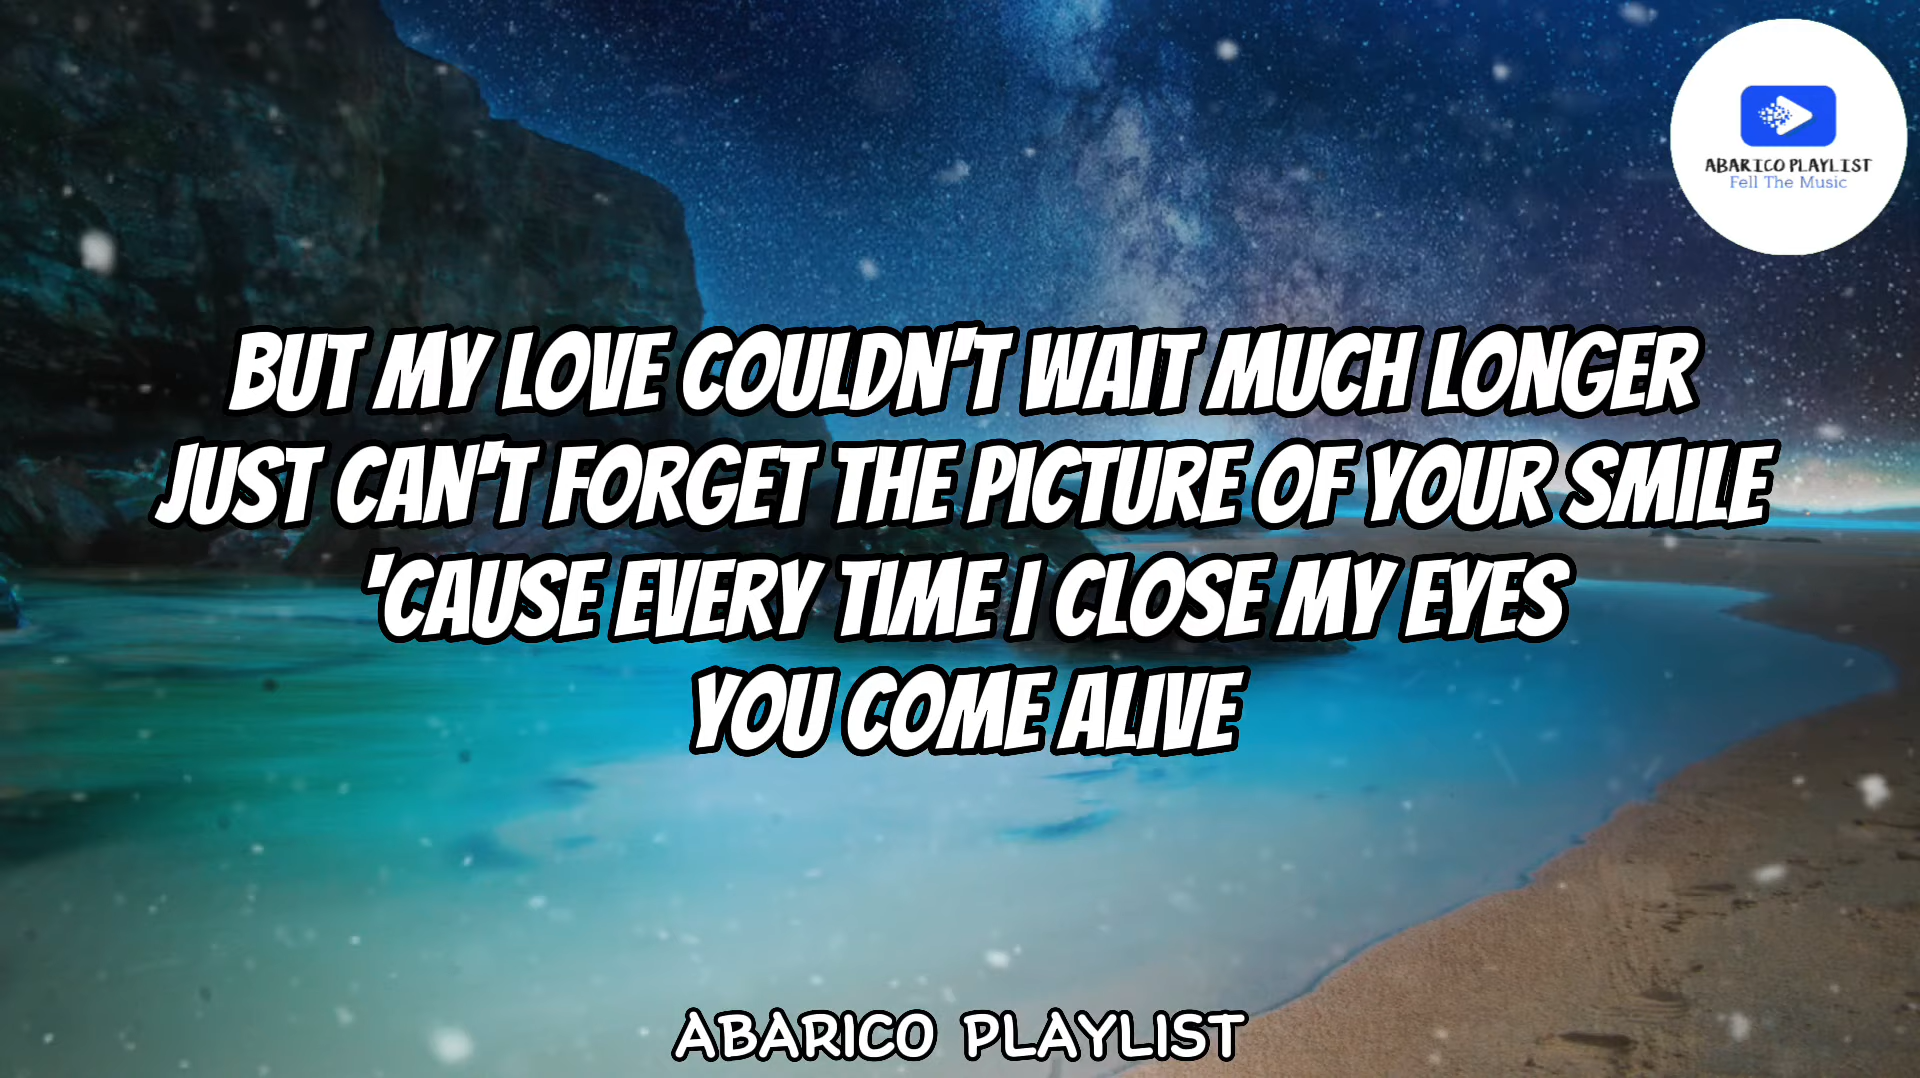 ABARICO PLAYLIST
Fell The Music
BUT MY LOVE COULDN'T WAIT MUCH LONGER
JUST CAN'T FORGET THE PICTURE OF YOUR SMILE
'CAUSE EVERY TIME I CLOSE MY EYES
YOU COME ALIVE
ABARICO PLAYLIST